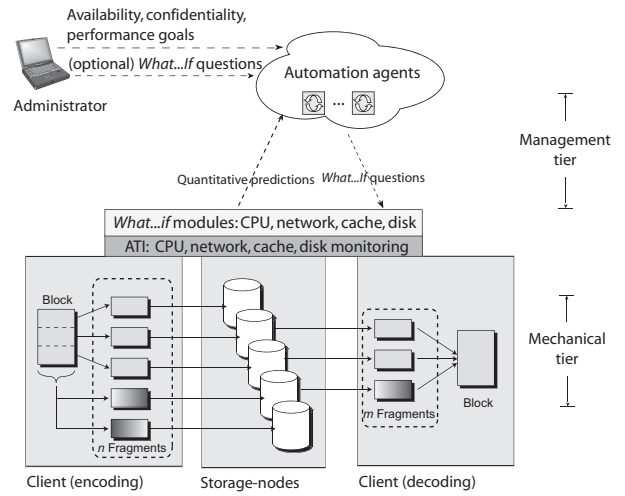 Availability, confidentiality,
performance goals
(optional) What...If questions
Administrator
Automation agents
...
Management
tier
Quantitative predictions
What...If questions
What...if modules: CPU, network, cache, disk
ATI: CPU, network, cache, disk monitoring
Block
n Fragments
m Fragments
Block
Mechanical
tier
Client (encoding)
Storage-nodes
Client (decoding)